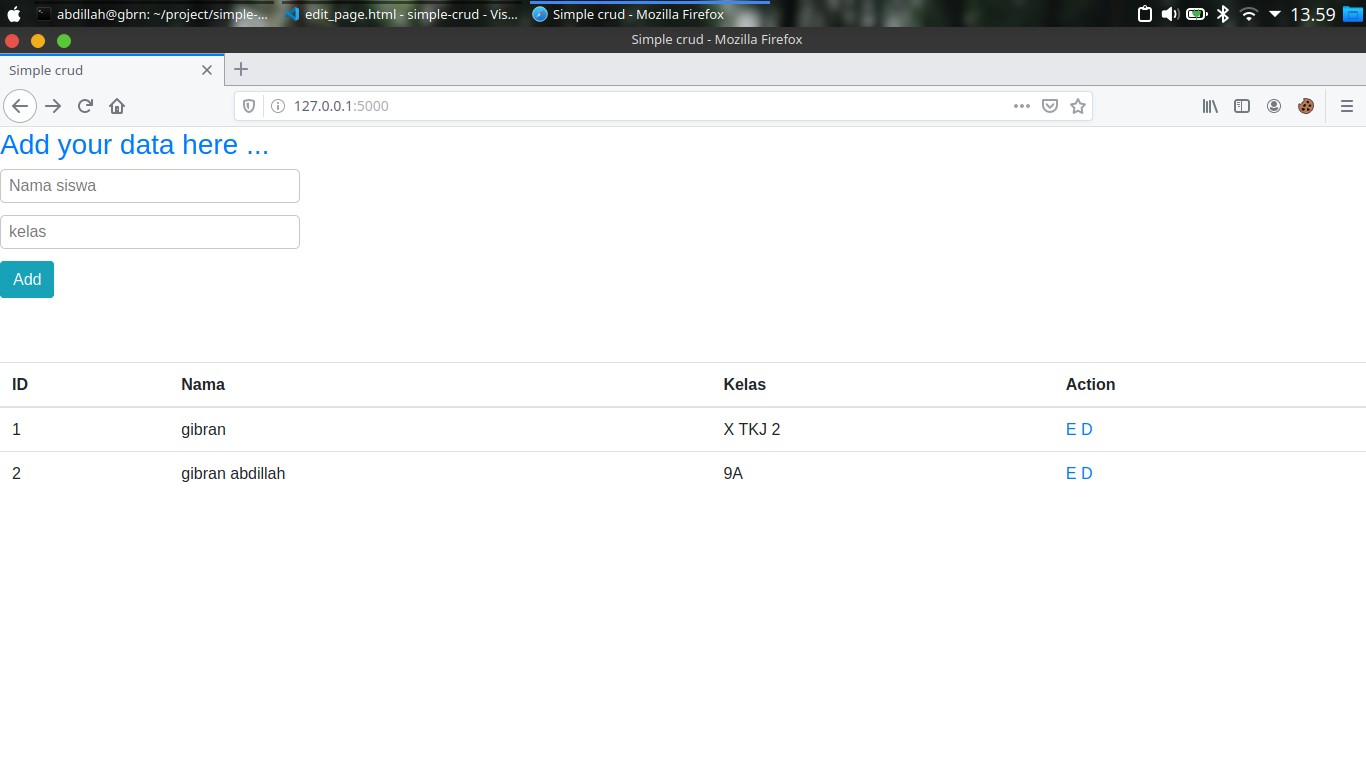 abdillah@gbrn: ~/project/simple-... edit_page.html - simple-crud - Vis... Simple crud - Mozilla Firefox 13.59
Simple crud - Mozilla Firefox
Simple crud
127.0.0.1:5000
Add your data here ...
Nama siswa
kelas
Add
ID Nama Kelas Action
1 gibran X TKJ 2 E D
2 gibran abdillah 9A E D